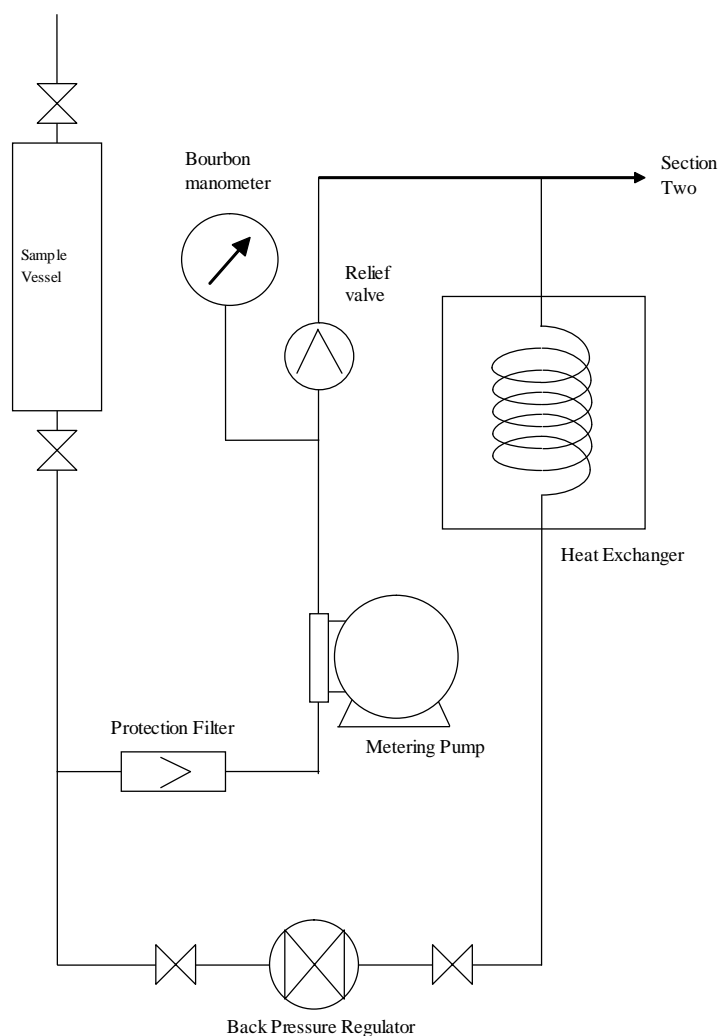 Bourbon
manometer
Section
Two
Sample
Vessel
Relief
valve
Heat Exchanger
Protection Filter
Metering Pump
Back Pressure Regulator